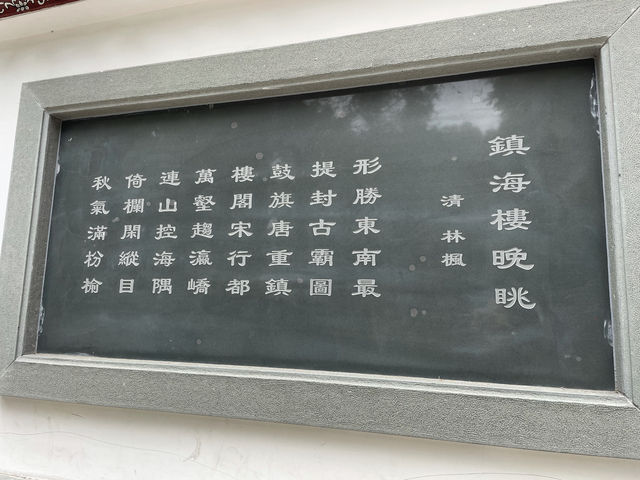 鎮海樓晚眺
清 林楓
形勝東南最
提封古霸圖
鼓旗唐重鎮
樓閣宋行都
萬壑趨瀛嶠
連山控海隅
倚欄閑縱目
秋氣滿枌榆